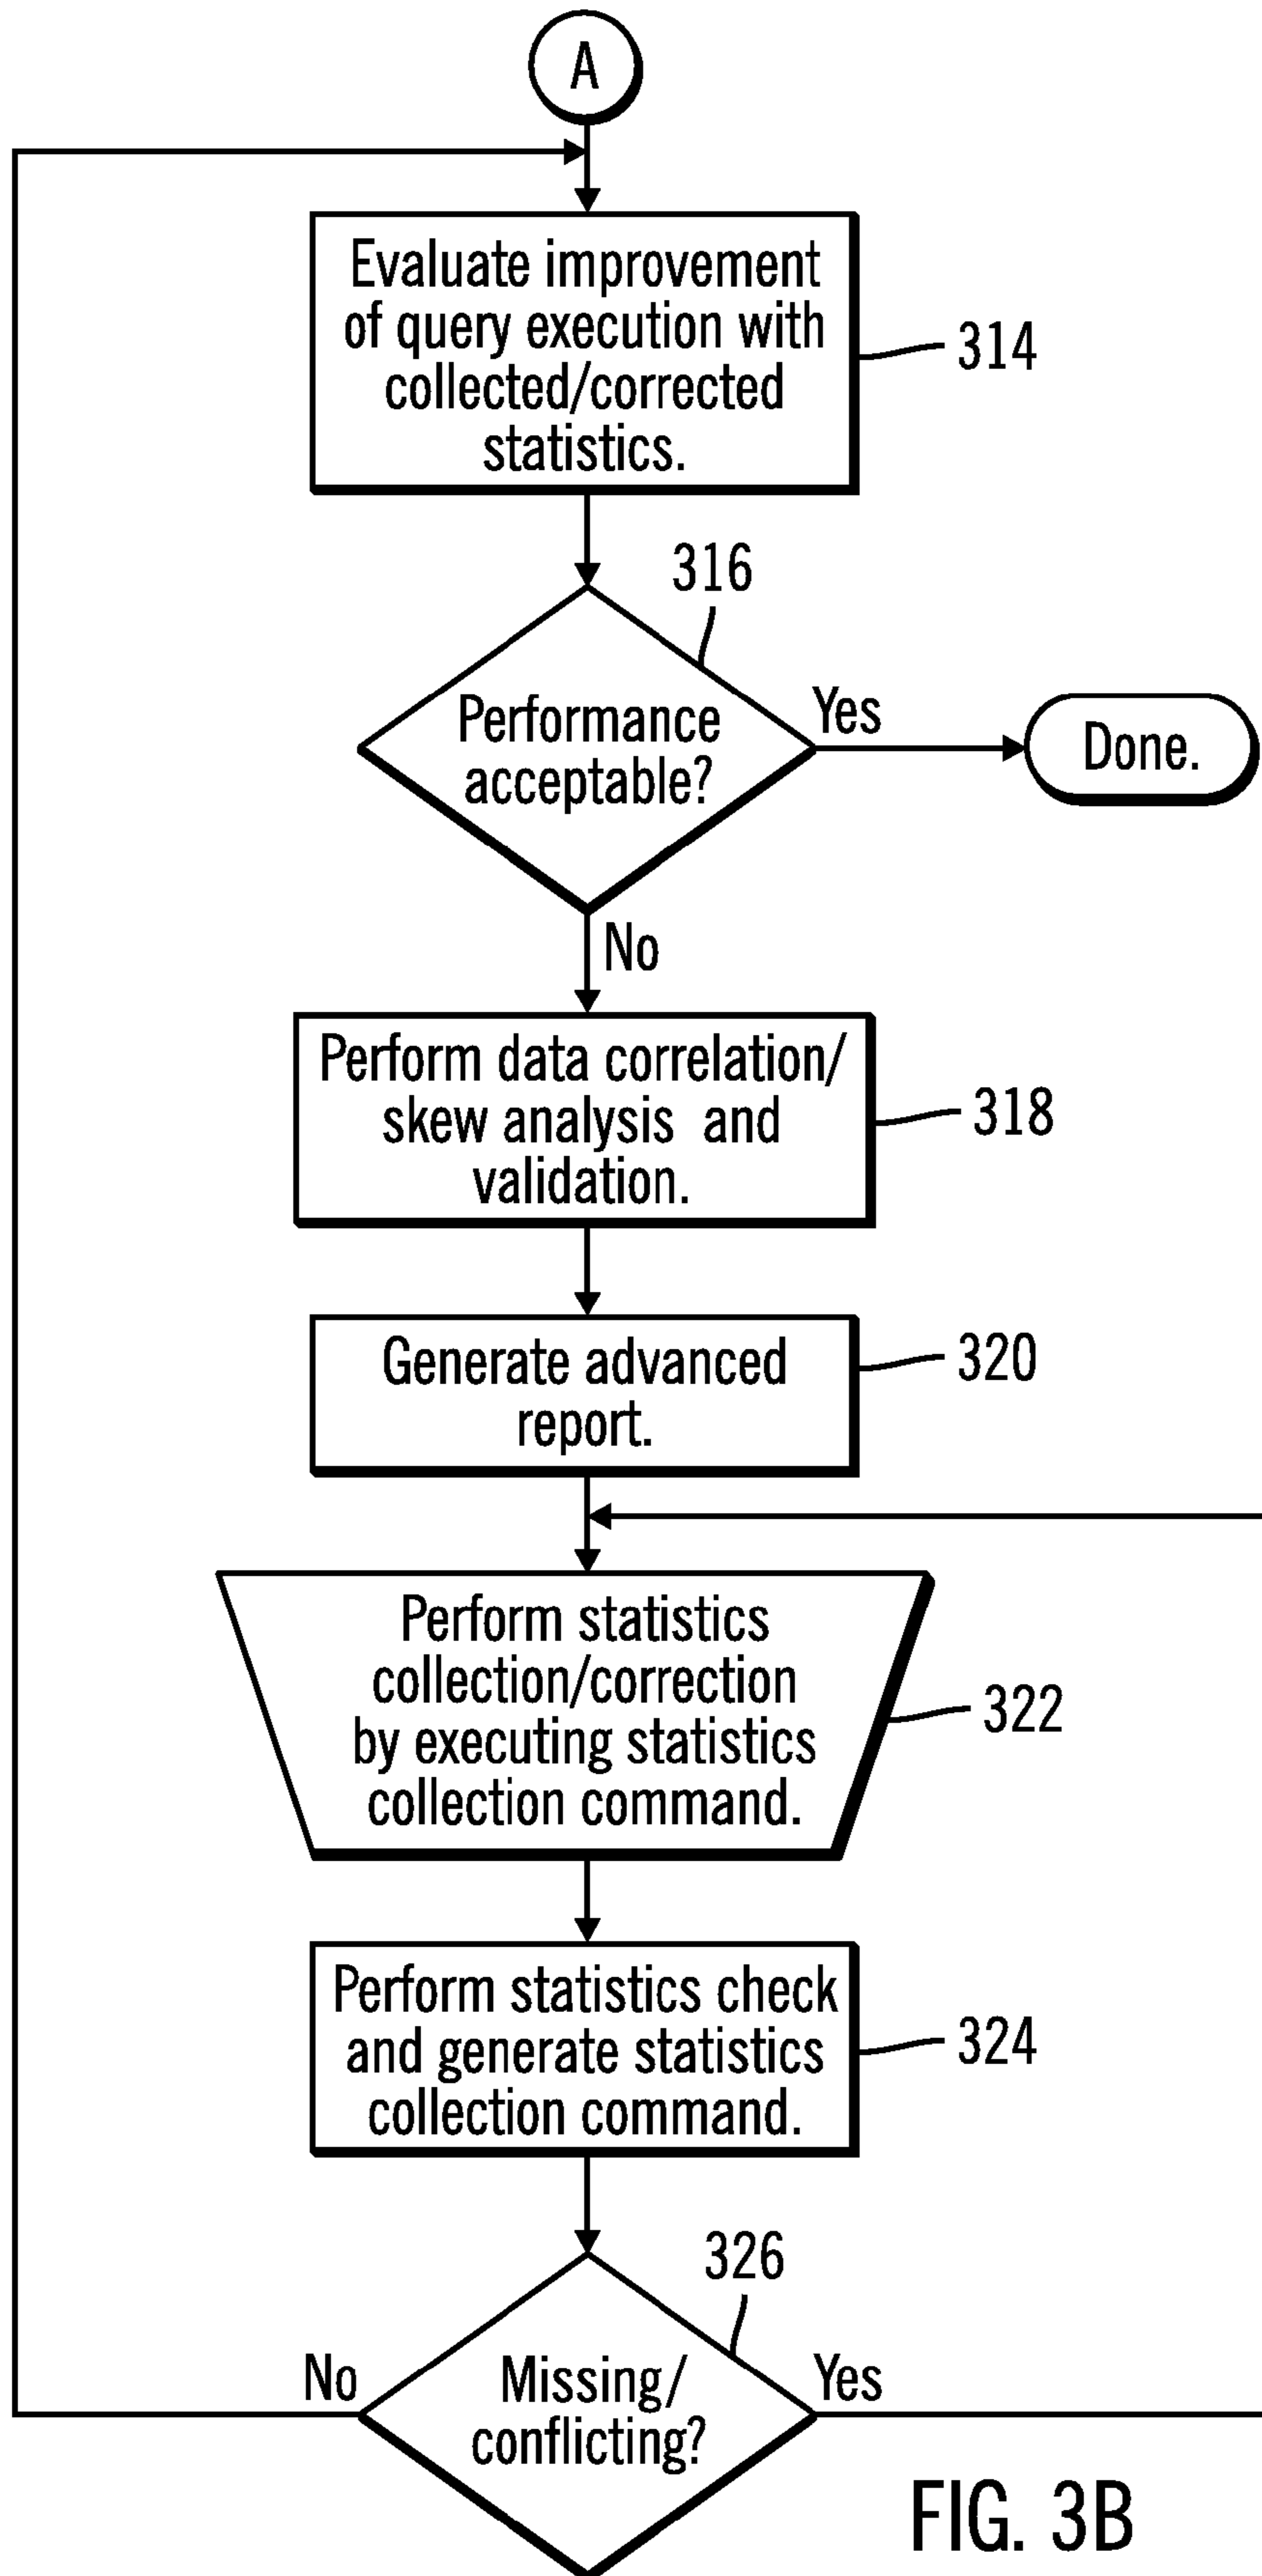 A
Evaluate improvement
of query execution with
collected/corrected
statistics.
314
316
Performance
acceptable?
Yes
Done.
No
Perform data correlation/
skew analysis and
validation.
318
Generate advanced
report.
320
Perform statistics
collection/correction
by executing statistics
collection command.
322
Perform statistics check
and generate statistics
collection command.
324
326
No
Missing/
conflicting?
Yes
FIG. 3B